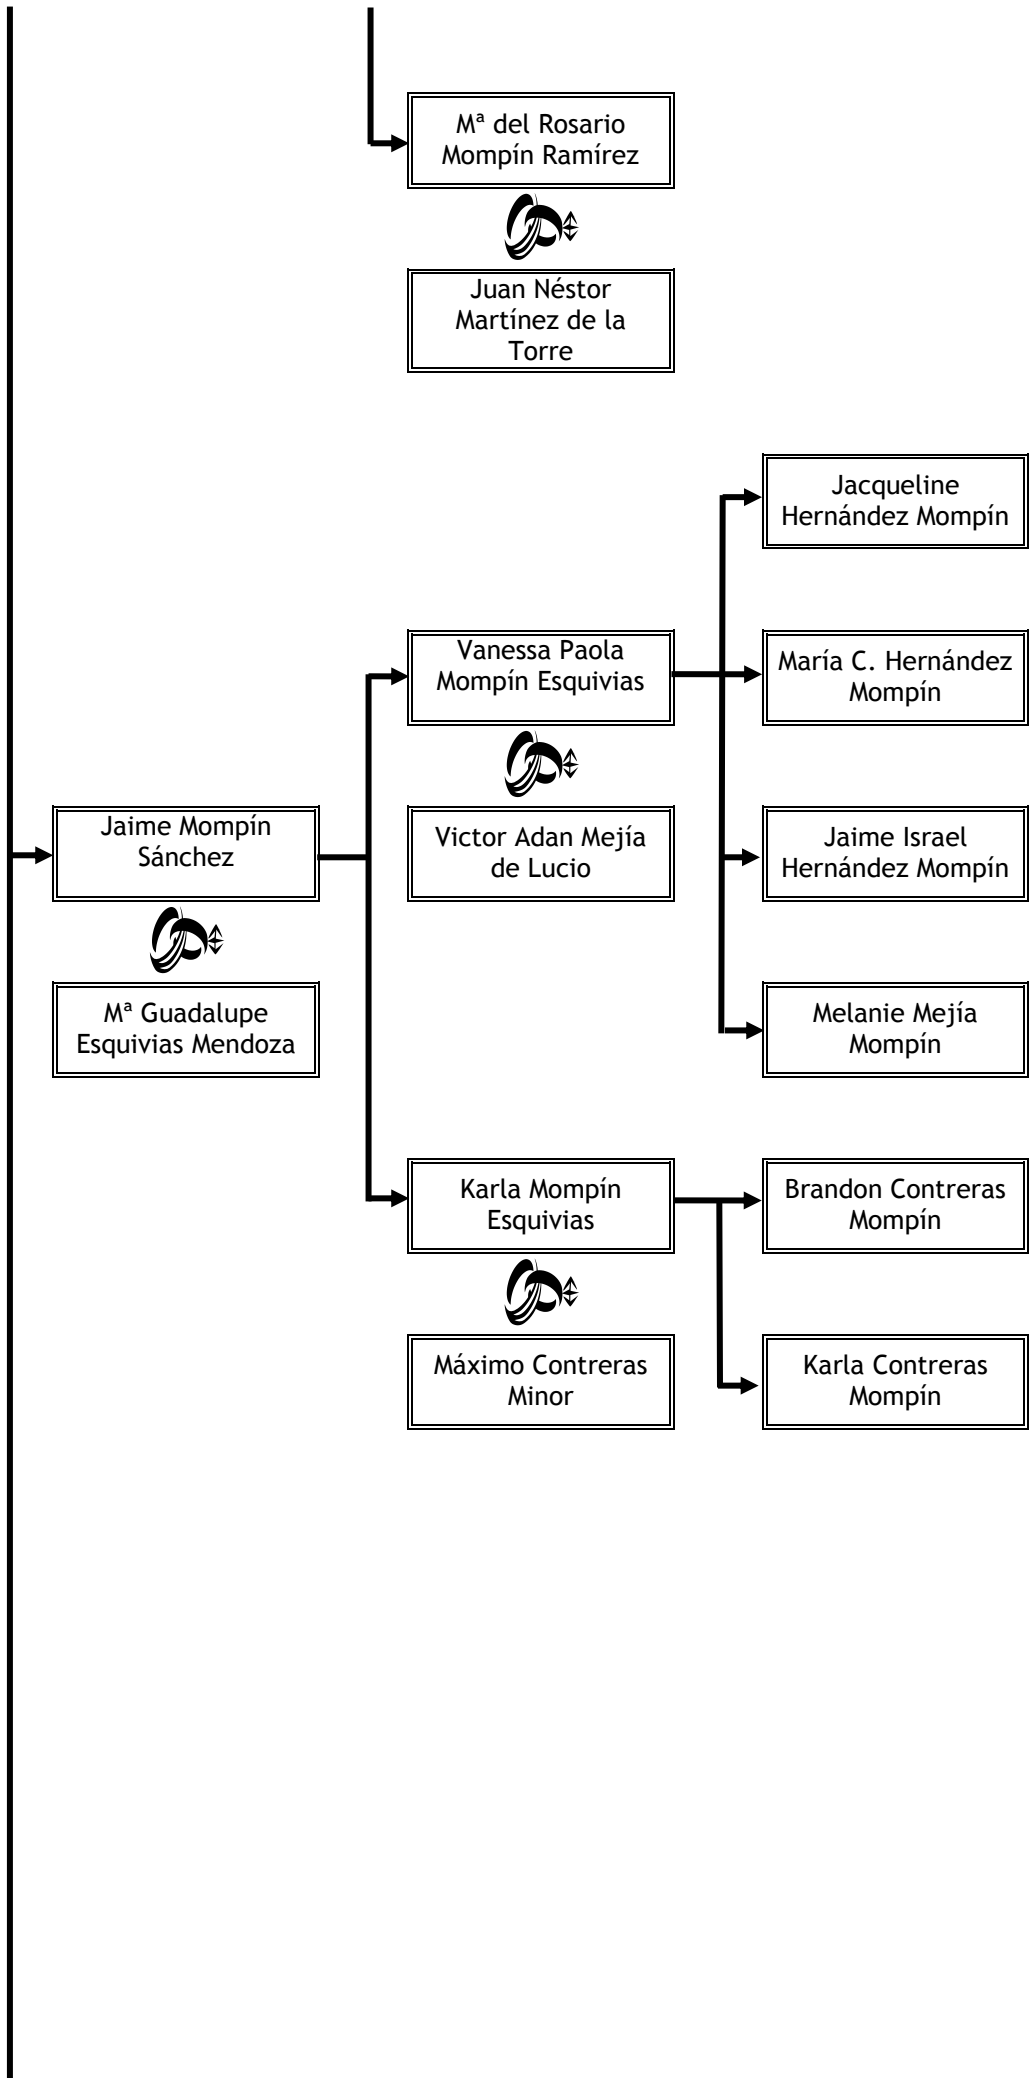 Mª del Rosario
Mompín Ramírez
Juan Néstor
Martínez de la
Torre
Jacqueline
Hernández Mompín
Vanessa Paola
Mompín Esquivias
María C. Hernández
Mompín
Jaime Mompín
Sánchez
Victor Adan Mejía
de Lucio
Jaime Israel
Hernández Mompín
Mª Guadalupe
Esquivias Mendoza
Melanie Mejía
Mompín
Karla Mompín
Esquivias
Brandon Contreras
Mompín
Máximo Contreras
Minor
Karla Contreras
Mompín